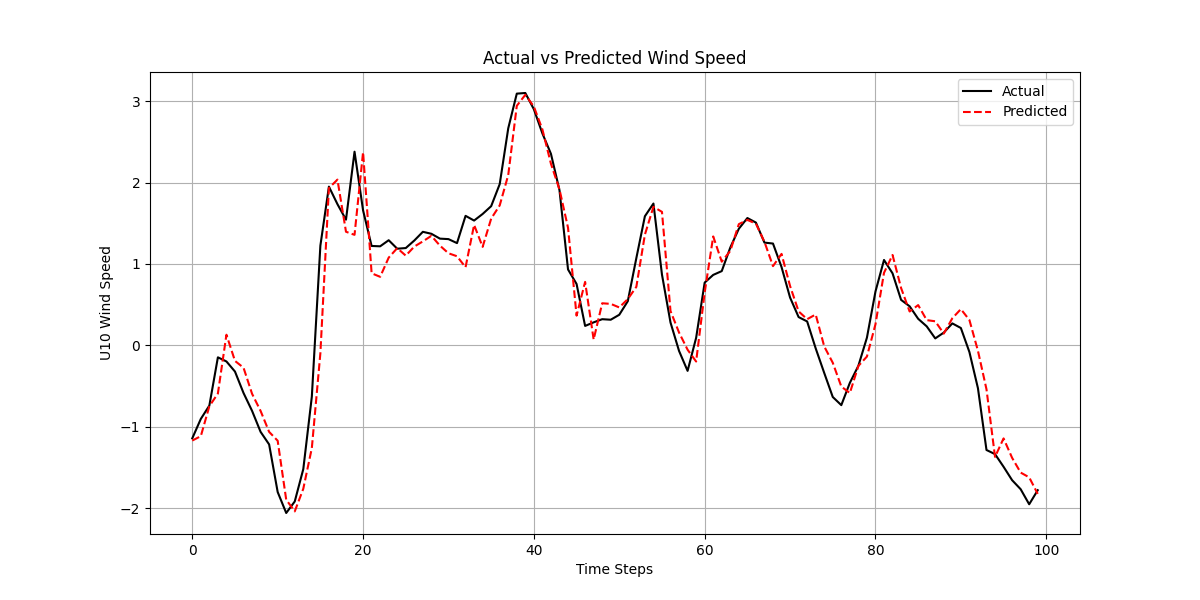 Actual vs Predicted Wind Speed
Actual
Predicted
U10 Wind Speed
3
2
1
0
−1
−2
0 20 40 60 80 100
Time Steps